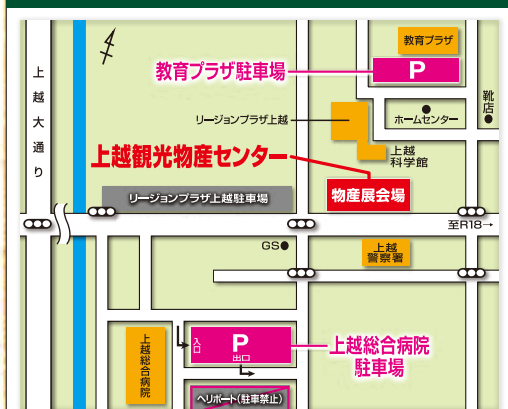 教育プラザ
教育プラザ駐車場
P
上越大通り
靴店
リージョンプラザ上越
ホームセンター
上越観光物産センター
上越
科学館
リージョンプラザ上越駐車場
物産展会場
至R18→
GS
上越
警察署
上越総合病院
入口
P
出口
上越総合病院
駐車場
ヘリポート(駐車禁止)